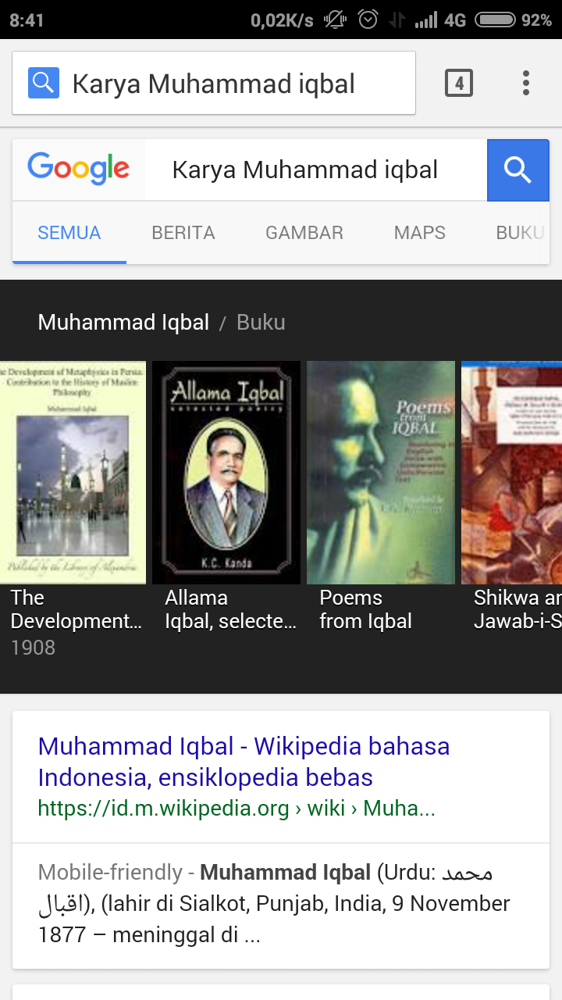 8:41 0,02K/s 4G 92%
Karya Muhammad iqbal 4
Google Karya Muhammad iqbal
SEMUA BERITA GAMBAR MAPS BUKU
Muhammad Iqbal / Buku
The Development of Metaphysics in Persia:
Contribution to the History of Muslim
Philosophy
Muhammad Iqbal
Published by the Library of Alexandria
Allama Iqbal
selected poetry
K.C. Kanda
Poems
from
IQBAL
The
Development...
1908
Allama
Iqbal, selecte...
Poems
from Iqbal
Shikwa an
Jawab-i-S
Muhammad Iqbal - Wikipedia bahasa
Indonesia, ensiklopedia bebas
https://id.m.wikipedia.org › wiki › Muha...
Mobile-friendly - Muhammad Iqbal (Urdu: محمد
اقبال), (lahir di Sialkot, Punjab, India, 9 November
1877 – meninggal di ...